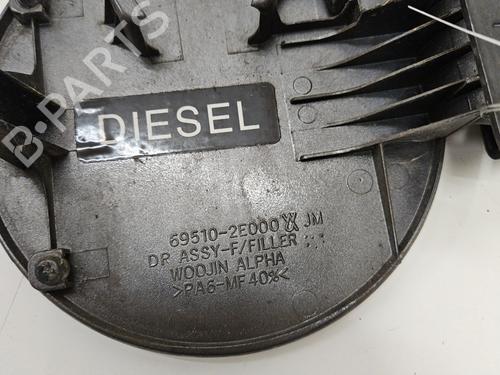 B-PARTS
DIESEL
69510-2E000 JM
DR ASSY-F/FILLER
WOOJIN ALPHA
>PA6-MF40%<